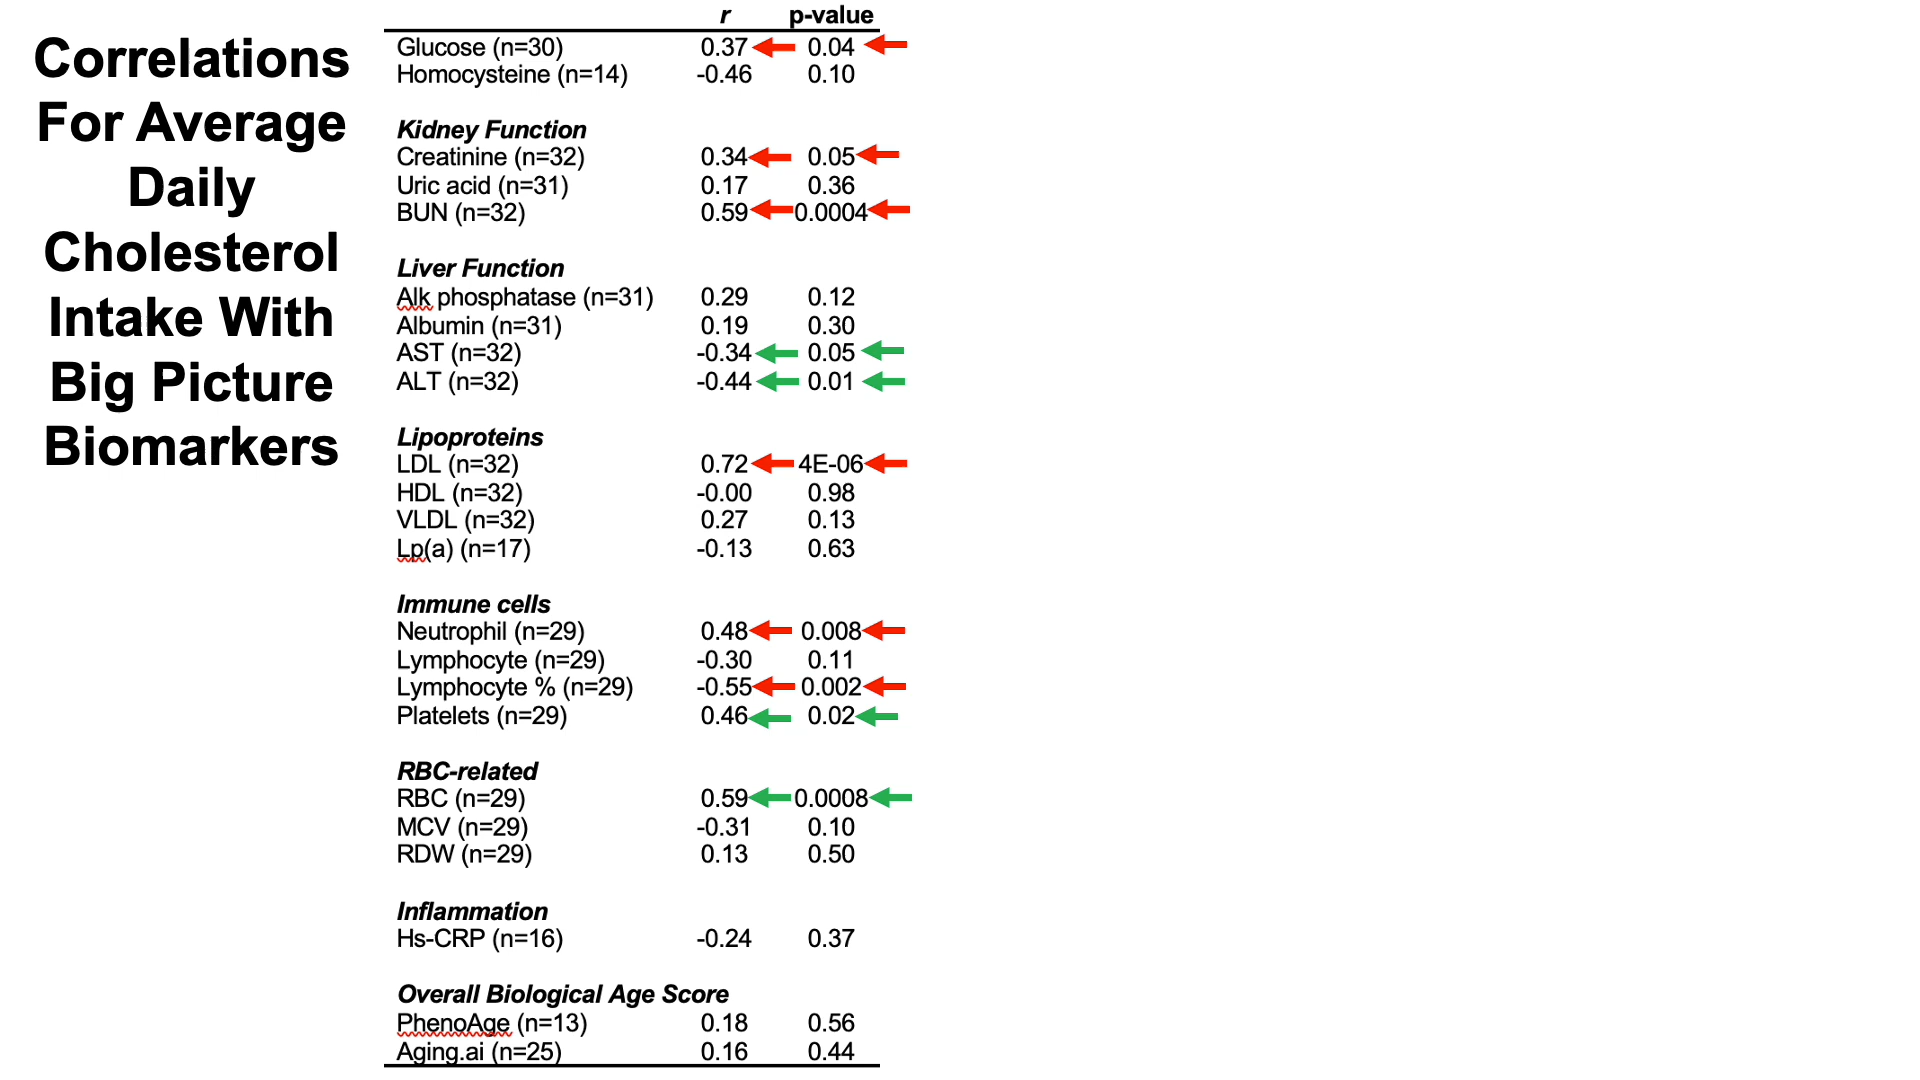 Correlations
For Average
Daily
Cholesterol
Intake With
Big Picture
Biomarkers
r p-value
Glucose (n=30) 0.37 0.04
Homocysteine (n=14) -0.46 0.10
Kidney Function
Creatinine (n=32) 0.34 0.05
Uric acid (n=31) 0.17 0.36
BUN (n=32) 0.59 0.0004
Liver Function
Alk phosphatase (n=31) 0.29 0.12
Albumin (n=31) 0.19 0.30
AST (n=32) -0.34 0.05
ALT (n=32) -0.44 0.01
Lipoproteins
LDL (n=32) 0.72 4E-06
HDL (n=32) -0.00 0.98
VLDL (n=32) 0.27 0.13
Lp(a) (n=17) -0.13 0.63
Immune cells
Neutrophil (n=29) 0.48 0.008
Lymphocyte (n=29) -0.30 0.11
Lymphocyte % (n=29) -0.55 0.002
Platelets (n=29) 0.46 0.02
RBC-related
RBC (n=29) 0.59 0.0008
MCV (n=29) -0.31 0.10
RDW (n=29) 0.13 0.50
Inflammation
Hs-CRP (n=16) -0.24 0.37
Overall Biological Age Score
PhenoAge (n=13) 0.18 0.56
Aging.ai (n=25) 0.16 0.44